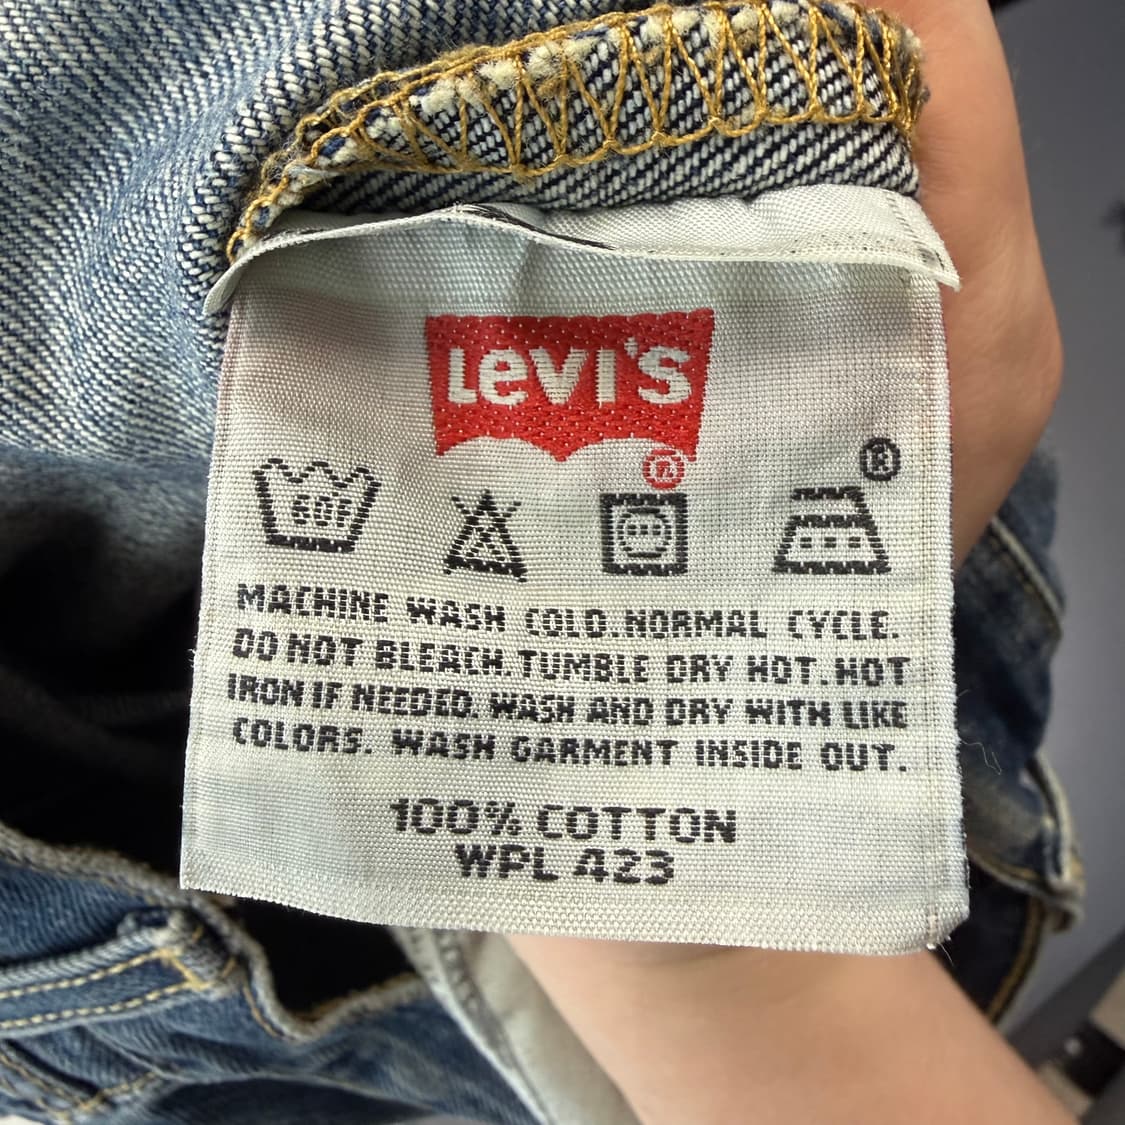 LEVI'S
®
®
60F
MACHINE WASH COLD. NORMAL CYCLE.
DO NOT BLEACH. TUMBLE DRY HOT. HOT
IRON IF NEEDED. WASH AND DRY WITH LIKE
COLORS. WASH GARMENT INSIDE OUT.
100% COTTON
WPL 423